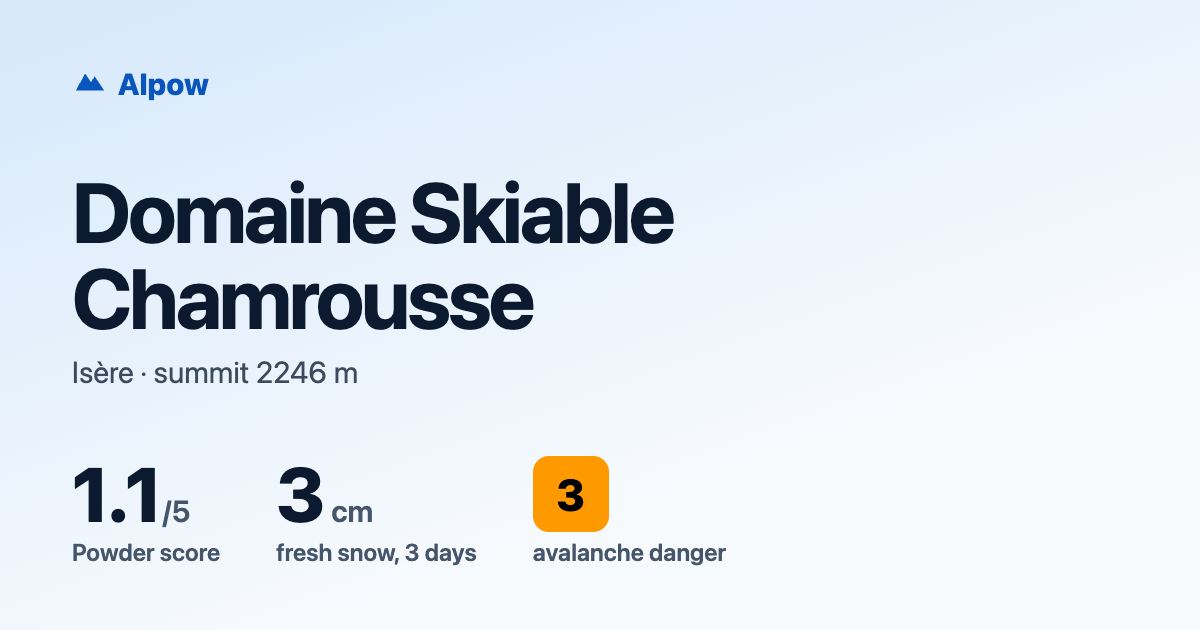 Alpow
Domaine Skiable
Chamrousse
Isère · summit 2246 m
1.1/5
3 cm
3
Powder score
fresh snow, 3 days
avalanche danger